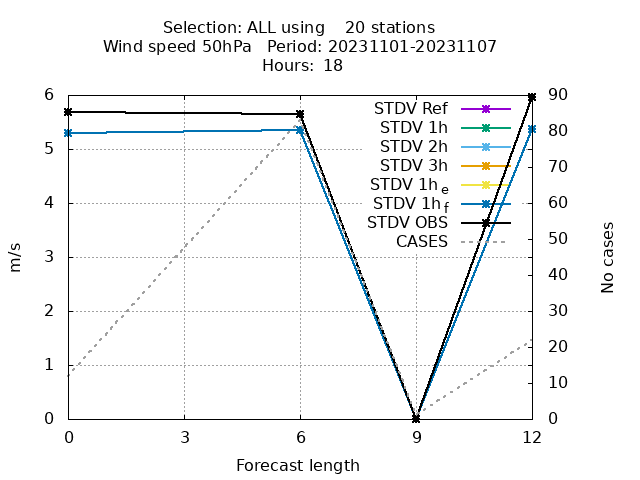 Selection: ALL using    20 stations
Wind speed 50hPa   Period: 20231101-20231107
Hours: 18
6
5
4
3
2
1
0
m/s
90
80
70
60
50
40
30
20
10
0
No cases
STDV Ref
STDV 1h
STDV 2h
STDV 3h
STDV 1h e
STDV 1h f
STDV OBS
CASES
0 3 6 9 12
Forecast length